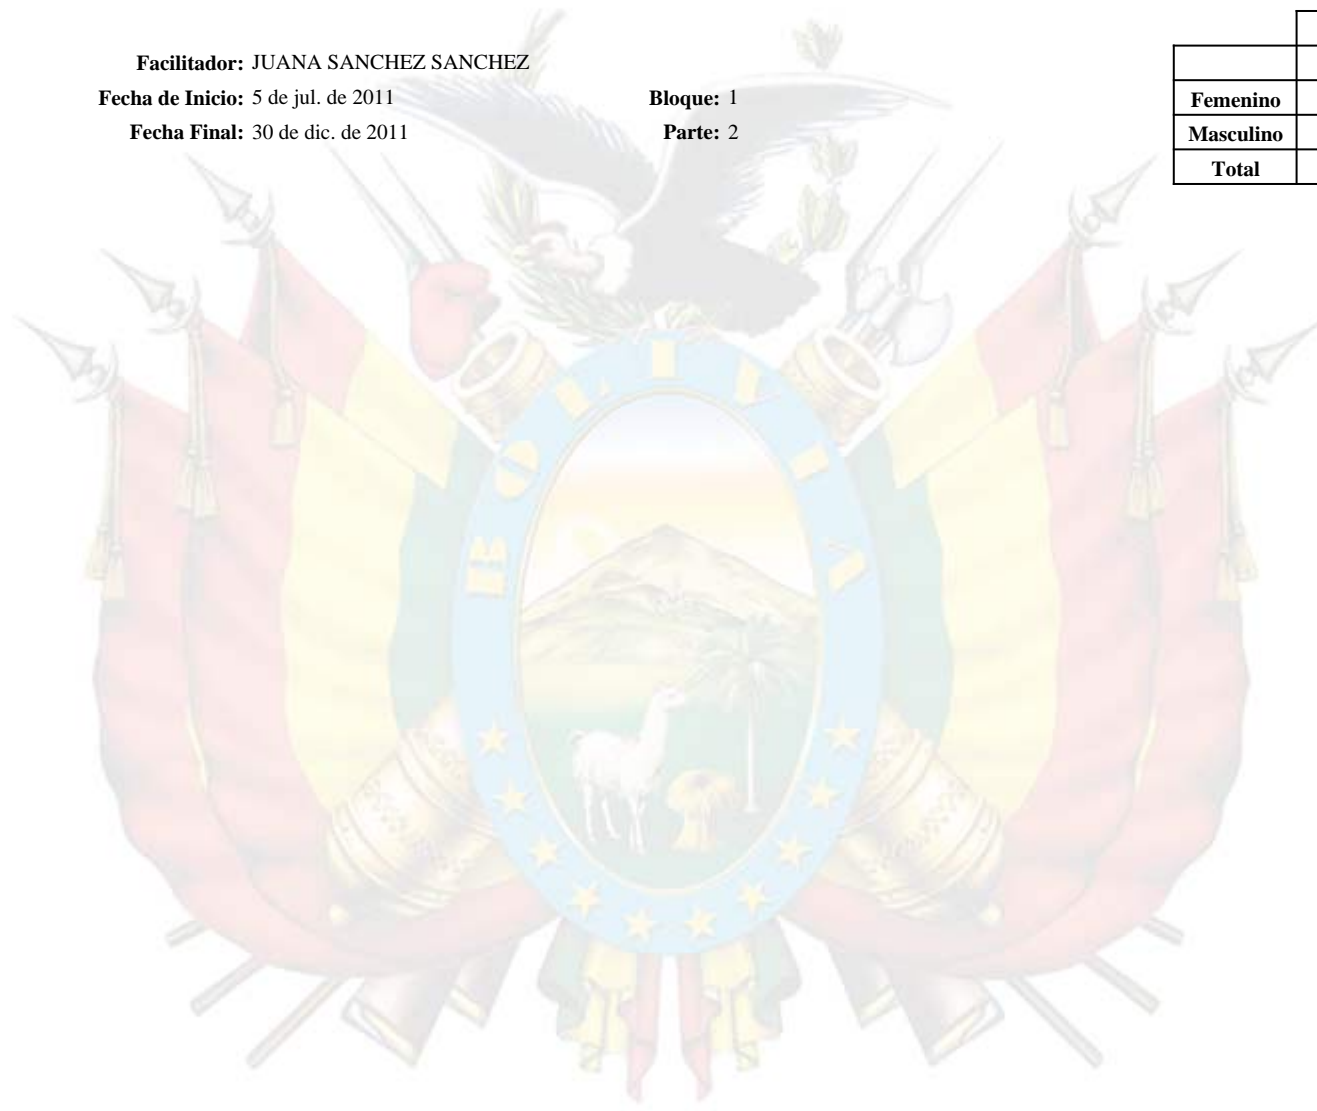 Facilitador: JUANA SANCHEZ SANCHEZ
Fecha de Inicio: 5 de jul. de 2011 Bloque: 1
Fecha Final: 30 de dic. de 2011 Parte: 2
Femenino
Masculino
Total
BOLIVIA